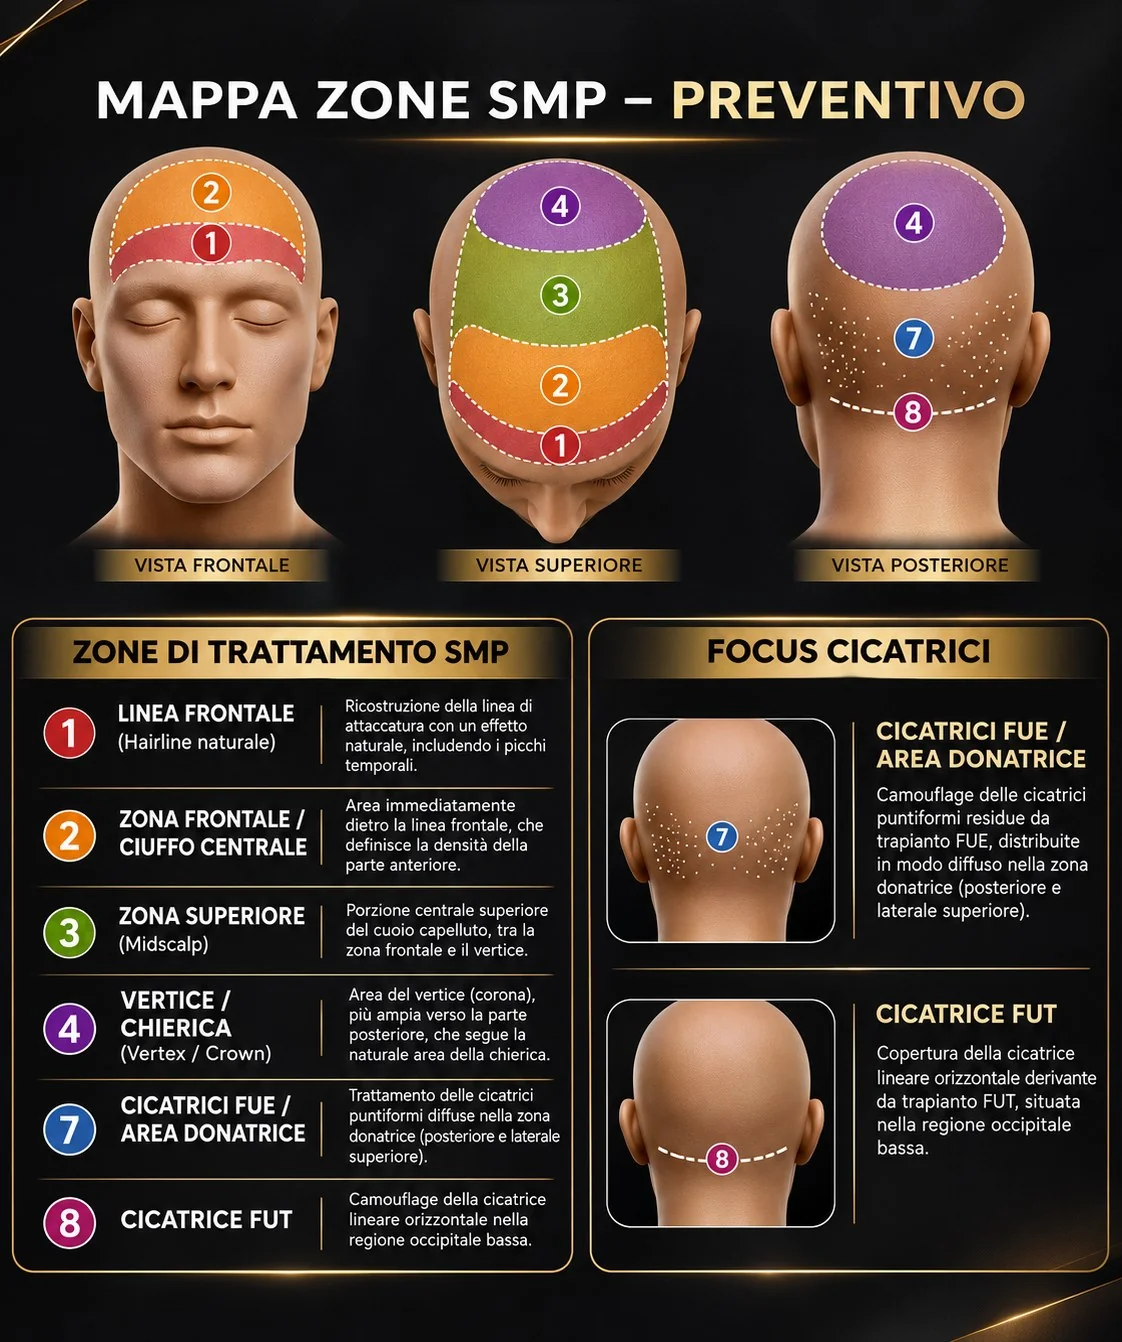 MAPPA ZONE SMP – PREVENTIVO
2
1
4
3
2
1
4
7
8
VISTA FRONTALE
VISTA SUPERIORE
VISTA POSTERIORE
ZONE DI TRATTAMENTO SMP
1
LINEA FRONTALE
(Hairline naturale)
Ricostruzione della linea di
attaccatura con un effetto
naturale, includendo i picchi
temporali.
2
ZONA FRONTALE /
CIUFFO CENTRALE
Area immediatamente
dietro la linea frontale, che
definisce la densità della
parte anteriore.
3
ZONA SUPERIORE
(Midscalp)
Porzione centrale superiore
del cuoio capelluto, tra la
zona frontale e il vertice.
4
VERTICE /
CHIERICA
(Vertex / Crown)
Area del vertice (corona),
più ampia verso la parte
posteriore, che segue la
naturale area della chierica.
7
CICATRICI FUE /
AREA DONATRICE
Trattamento delle cicatrici
puntiformi diffuse nella zona
donatrice (posteriore e laterale
superiore).
8
CICATRICE FUT
Camouflage della cicatrice
lineare orizzontale nella
regione occipitale bassa.
FOCUS CICATRICI
7
CICATRICI FUE /
AREA DONATRICE
Camouflage delle cicatrici
puntiformi residue da
trapianto FUE, distribuite
in modo diffuso nella zona
donatrice (posteriore e
laterale superiore).
8
CICATRICE FUT
Copertura della cicatrice
lineare orizzontale derivante
da trapianto FUT, situata
nella regione occipitale
bassa.